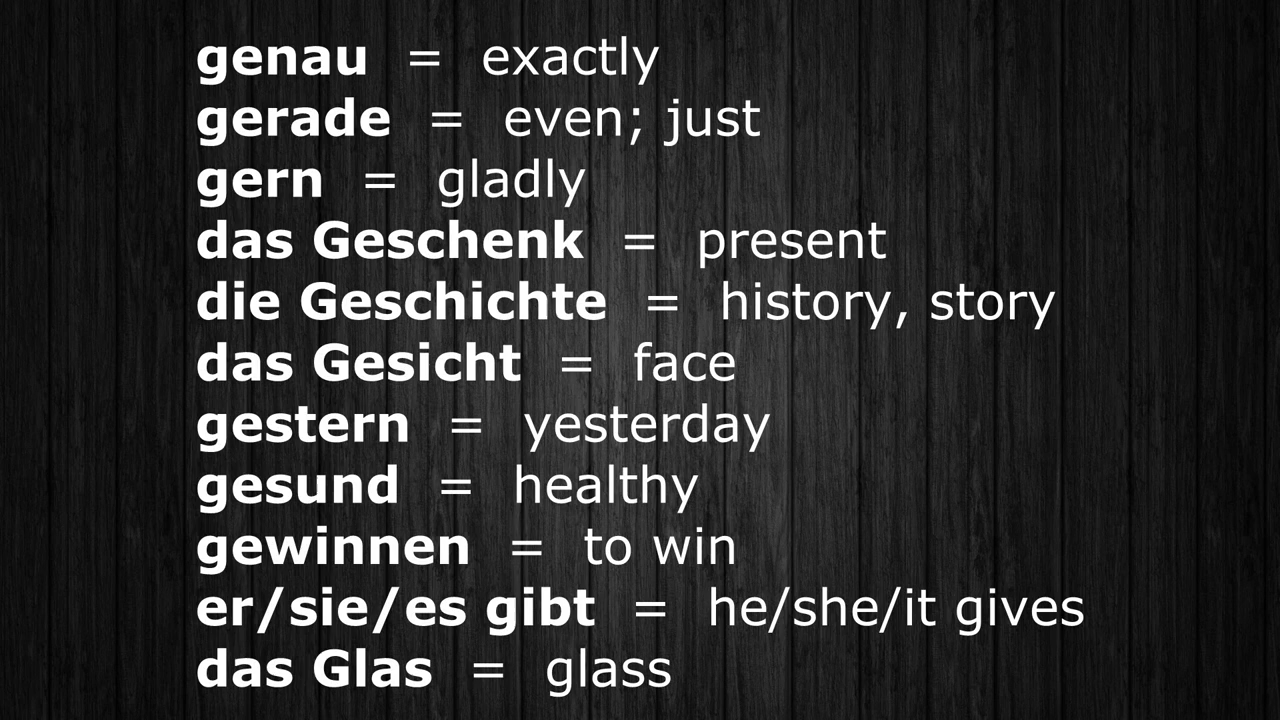 genau = exactly
gerade = even; just
gern = gladly
das Geschenk = present
die Geschichte = history, story
das Gesicht = face
gestern = yesterday
gesund = healthy
gewinnen = to win
er/sie/es gibt = he/she/it gives
das Glas = glass